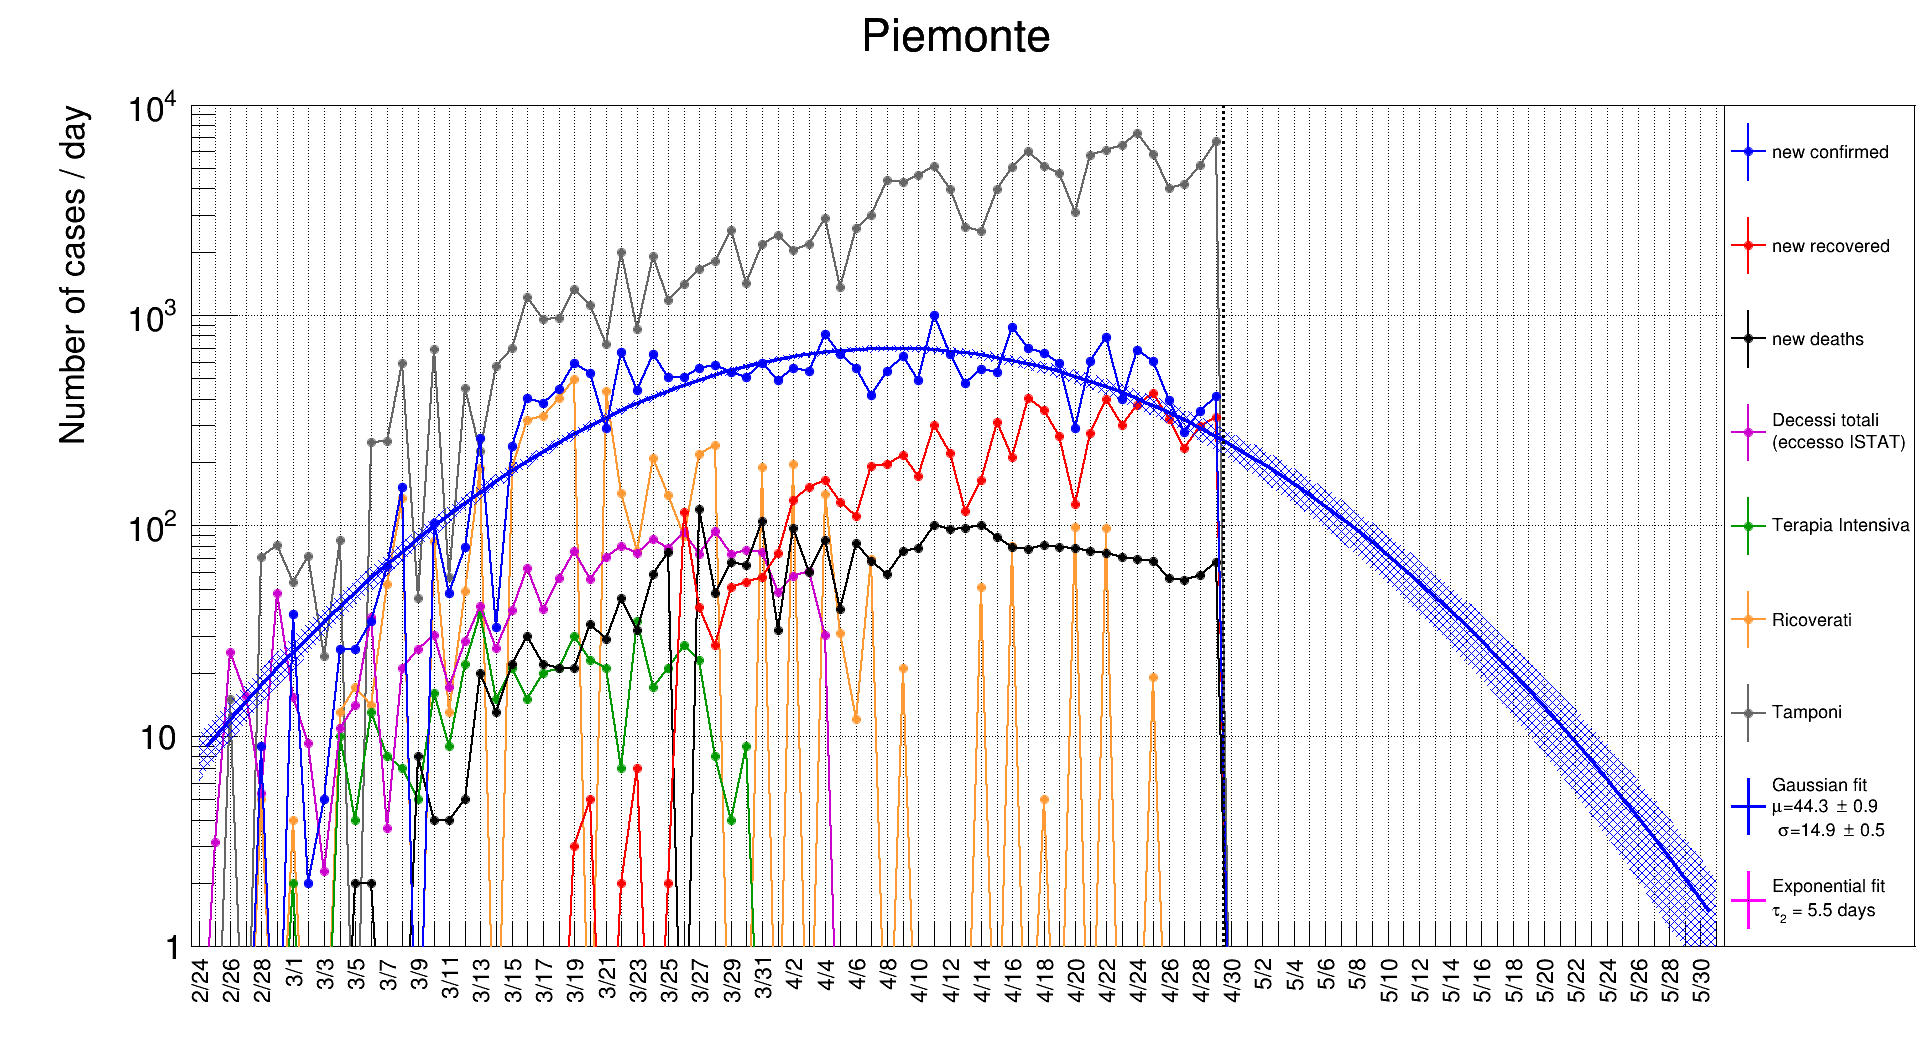 Piemonte
Number of cases / day
10^4
10^3
10^2
10
1
2/24 2/26 2/28 3/1 3/3 3/5 3/7 3/9 3/11 3/13 3/15 3/17 3/19 3/21 3/23 3/25 3/27 3/29 3/31 4/2 4/4 4/6 4/8 4/10 4/12 4/14 4/16 4/18 4/20 4/22 4/24 4/26 4/28 4/30 5/2 5/4 5/6 5/8 5/10 5/12 5/14 5/16 5/18 5/20 5/22 5/24 5/26 5/28 5/30
new confirmed
new recovered
new deaths
Decessi totali
(eccesso ISTAT)
Terapia Intensiva
Ricoverati
Tamponi
Gaussian fit
μ=44.3 ± 0.9
σ=14.9 ± 0.5
Exponential fit
τ_2 = 5.5 days